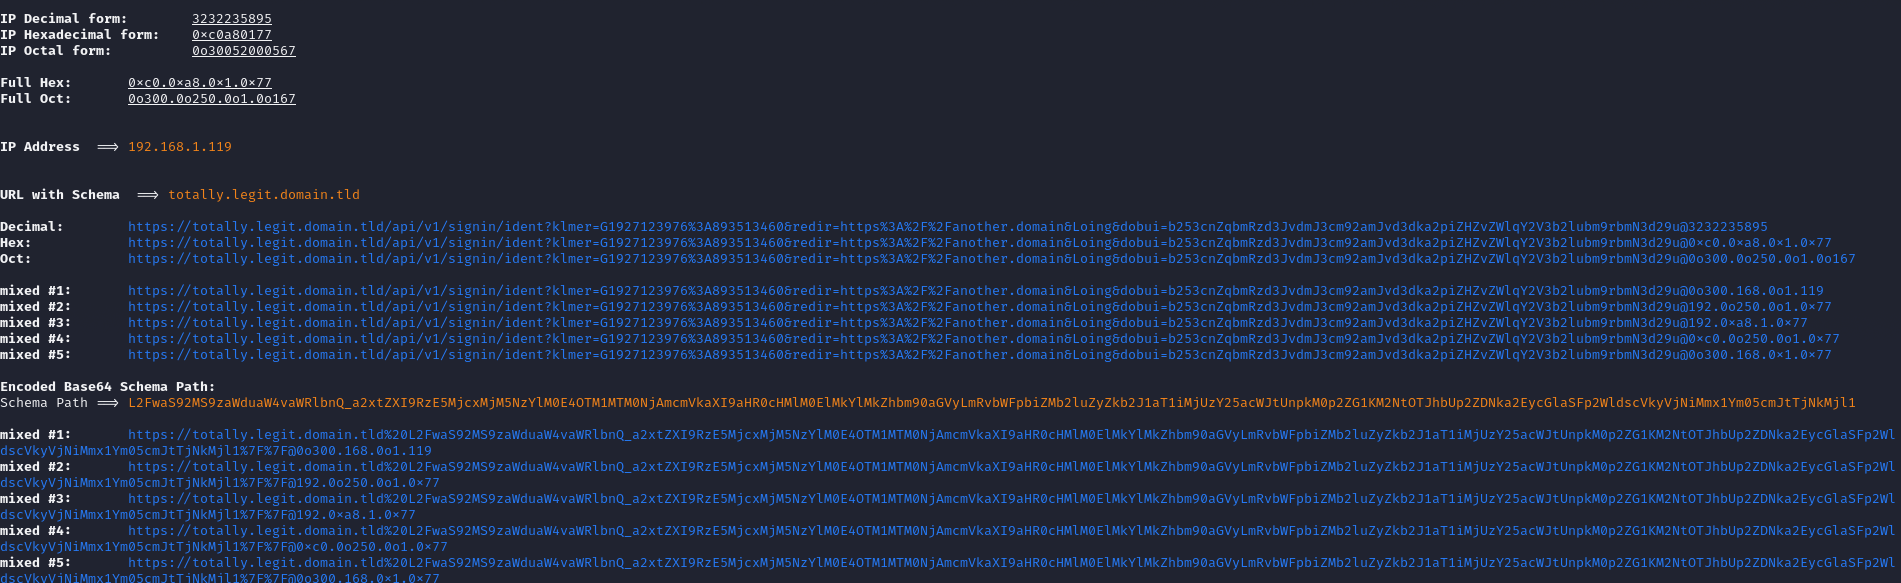 IP Decimal form: 3232235895
IP Hexadecimal form: 0×c0a80177
IP Octal form: 0o30052000567
Full Hex: 0×c0.0×a8.0×1.0×77
Full Oct: 0o300.0o250.0o1.0o167
IP Address ⟹ 192.168.1.119
URL with Schema ⟹ totally.legit.domain.tld
Decimal: https://totally.legit.domain.tld/api/v1/signin/ident?klmer=G1927123976%3A893513460&redir=https%3A%2F%2Fanother.domain&Loing&dobui=b253cnZqbmRzd3JvdmJ3cm92amJvd3dka2piZHZvZWlqY2V3b2lubm9rbmN3d29u@3232235895
Hex: https://totally.legit.domain.tld/api/v1/signin/ident?klmer=G1927123976%3A893513460&redir=https%3A%2F%2Fanother.domain&Loing&dobui=b253cnZqbmRzd3JvdmJ3cm92amJvd3dka2piZHZvZWlqY2V3b2lubm9rbmN3d29u@0×c0.0×a8.0×1.0×77
Oct: https://totally.legit.domain.tld/api/v1/signin/ident?klmer=G1927123976%3A893513460&redir=https%3A%2F%2Fanother.domain&Loing&dobui=b253cnZqbmRzd3JvdmJ3cm92amJvd3dka2piZHZvZWlqY2V3b2lubm9rbmN3d29u@0o300.0o250.0o1.0o167
mixed #1: https://totally.legit.domain.tld/api/v1/signin/ident?klmer=G1927123976%3A893513460&redir=https%3A%2F%2Fanother.domain&Loing&dobui=b253cnZqbmRzd3JvdmJ3cm92amJvd3dka2piZHZvZWlqY2V3b2lubm9rbmN3d29u@0o300.168.0o1.119
mixed #2: https://totally.legit.domain.tld/api/v1/signin/ident?klmer=G1927123976%3A893513460&redir=https%3A%2F%2Fanother.domain&Loing&dobui=b253cnZqbmRzd3JvdmJ3cm92amJvd3dka2piZHZvZWlqY2V3b2lubm9rbmN3d29u@192.0o250.0o1.0×77
mixed #3: https://totally.legit.domain.tld/api/v1/signin/ident?klmer=G1927123976%3A893513460&redir=https%3A%2F%2Fanother.domain&Loing&dobui=b253cnZqbmRzd3JvdmJ3cm92amJvd3dka2piZHZvZWlqY2V3b2lubm9rbmN3d29u@192.0×a8.1.0×77
mixed #4: https://totally.legit.domain.tld/api/v1/signin/ident?klmer=G1927123976%3A893513460&redir=https%3A%2F%2Fanother.domain&Loing&dobui=b253cnZqbmRzd3JvdmJ3cm92amJvd3dka2piZHZvZWlqY2V3b2lubm9rbmN3d29u@0×c0.0o250.0o1.0×77
mixed #5: https://totally.legit.domain.tld/api/v1/signin/ident?klmer=G1927123976%3A893513460&redir=https%3A%2F%2Fanother.domain&Loing&dobui=b253cnZqbmRzd3JvdmJ3cm92amJvd3dka2piZHZvZWlqY2V3b2lubm9rbmN3d29u@0o300.168.0×1.0×77
Encoded Base64 Schema Path:
Schema Path ⟹ L2FwaS92MS9zaWduaW4vaWRlbnQ_a2xtZXI9RzE5MjcxMjM5NzYlM0E4OTM1MTM0NjAmcmVkaXI9aHR0cHMlM0ElMkYlMkZhbm90aGVyLmRvbWFpbiZMb2luZyZkb2J1aT1iMjUzY25acWJtUnpkM0p2ZG1KM2NtOTJhbUp2ZDNka2EycGlaSFp2WldscVkyVjNiMmx1Ym05cmJtTjNkMjl1
mixed #1: https://totally.legit.domain.tld%20L2FwaS92MS9zaWduaW4vaWRlbnQ_a2xtZXI9RzE5MjcxMjM5NzYlM0E4OTM1MTM0NjAmcmVkaXI9aHR0cHMlM0ElMkYlMkZhbm90aGVyLmRvbWFpbiZMb2luZyZkb2J1aT1iMjUzY25acWJtUnpkM0p2ZG1KM2NtOTJhbUp2ZDNka2EycGlaSFp2Wl
dscVkyVjNiMmx1Ym05cmJtTjNkMjl1%7F%7F@0o300.168.0o1.119
mixed #2: https://totally.legit.domain.tld%20L2FwaS92MS9zaWduaW4vaWRlbnQ_a2xtZXI9RzE5MjcxMjM5NzYlM0E4OTM1MTM0NjAmcmVkaXI9aHR0cHMlM0ElMkYlMkZhbm90aGVyLmRvbWFpbiZMb2luZyZkb2J1aT1iMjUzY25acWJtUnpkM0p2ZG1KM2NtOTJhbUp2ZDNka2EycGlaSFp2Wl
dscVkyVjNiMmx1Ym05cmJtTjNkMjl1%7F%7F@192.0o250.0o1.0×77
mixed #3: https://totally.legit.domain.tld%20L2FwaS92MS9zaWduaW4vaWRlbnQ_a2xtZXI9RzE5MjcxMjM5NzYlM0E4OTM1MTM0NjAmcmVkaXI9aHR0cHMlM0ElMkYlMkZhbm90aGVyLmRvbWFpbiZMb2luZyZkb2J1aT1iMjUzY25acWJtUnpkM0p2ZG1KM2NtOTJhbUp2ZDNka2EycGlaSFp2Wl
dscVkyVjNiMmx1Ym05cmJtTjNkMjl1%7F%7F@192.0×a8.1.0×77
mixed #4: https://totally.legit.domain.tld%20L2FwaS92MS9zaWduaW4vaWRlbnQ_a2xtZXI9RzE5MjcxMjM5NzYlM0E4OTM1MTM0NjAmcmVkaXI9aHR0cHMlM0ElMkYlMkZhbm90aGVyLmRvbWFpbiZMb2luZyZkb2J1aT1iMjUzY25acWJtUnpkM0p2ZG1KM2NtOTJhbUp2ZDNka2EycGlaSFp2Wl
dscVkyVjNiMmx1Ym05cmJtTjNkMjl1%7F%7F@0×c0.0o250.0o1.0×77
mixed #5: https://totally.legit.domain.tld%20L2FwaS92MS9zaWduaW4vaWRlbnQ_a2xtZXI9RzE5MjcxMjM5NzYlM0E4OTM1MTM0NjAmcmVkaXI9aHR0cHMlM0ElMkYlMkZhbm90aGVyLmRvbWFpbiZMb2luZyZkb2J1aT1iMjUzY25acWJtUnpkM0p2ZG1KM2NtOTJhbUp2ZDNka2EycGlaSFp2Wl
dscVkyVjNiMmx1Ym05cmJtTjNkMjl1%7F%7F@0o300.168.0×1.0×77